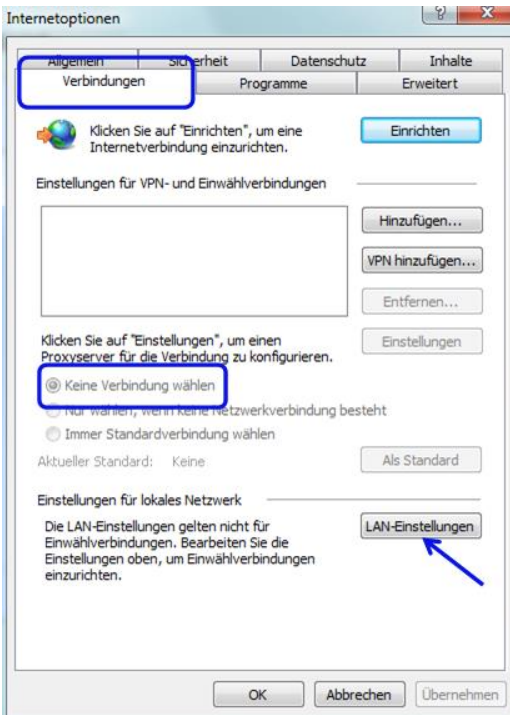 Internetoptionen
Allgemein Sicherheit Datenschutz Inhalte
Verbindungen Programme Erweitert
Klicken Sie auf "Einrichten", um eine
Internetverbindung einzurichten.
Einrichten
Einstellungen für VPN- und Einwählverbindungen
Hinzufügen...
VPN hinzufügen...
Entfernen...
Klicken Sie auf "Einstellungen", um einen
Proxyserver für die Verbindung zu konfigurieren.
Einstellungen
Keine Verbindung wählen
Nur wählen, wenn keine Netzwerkverbindung besteht
Immer Standardverbindung wählen
Aktueller Standard: Keine
Als Standard
Einstellungen für lokales Netzwerk
Die LAN-Einstellungen gelten nicht für
Einwählverbindungen. Bearbeiten Sie die
Einstellungen oben, um Einwählverbindungen
einzurichten.
LAN-Einstellungen
OK Abbrechen Übernehmen